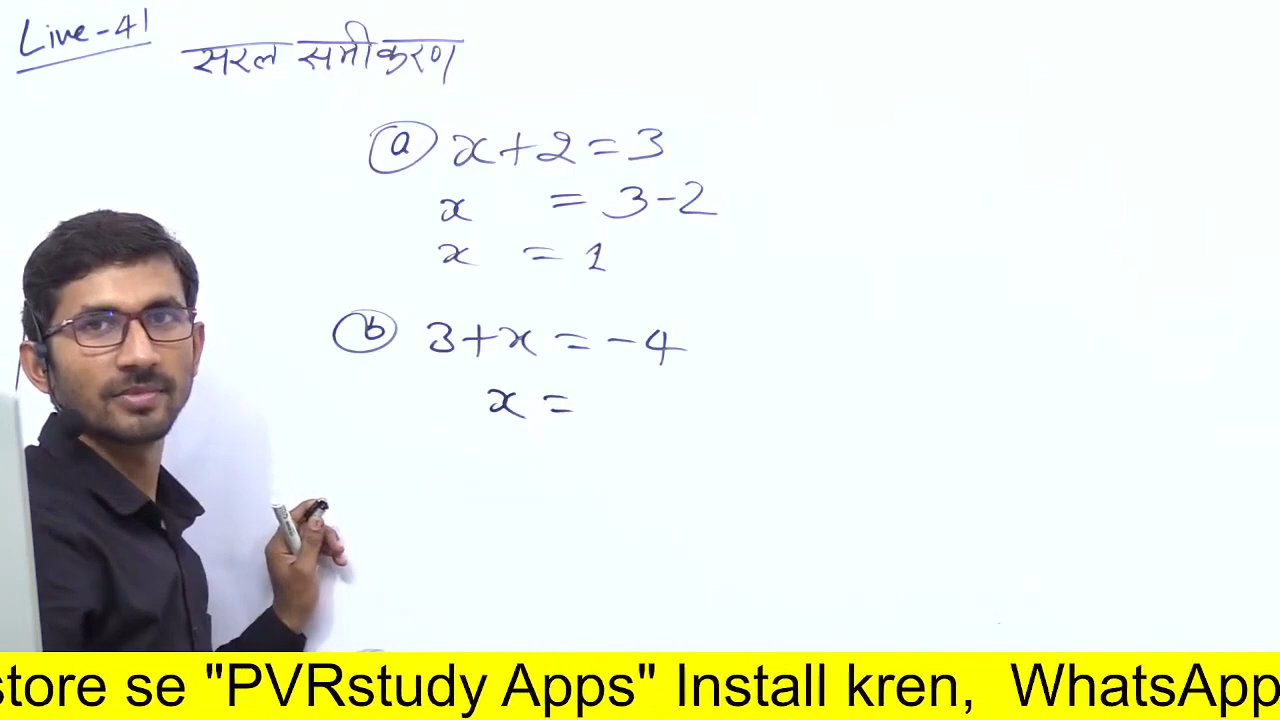 Live-41
सरल समीकरण
a x+2=3
x = 3-2
x = 1
b 3+x=-4
x =
store se "PVRstudy Apps" Install kren, WhatsApp